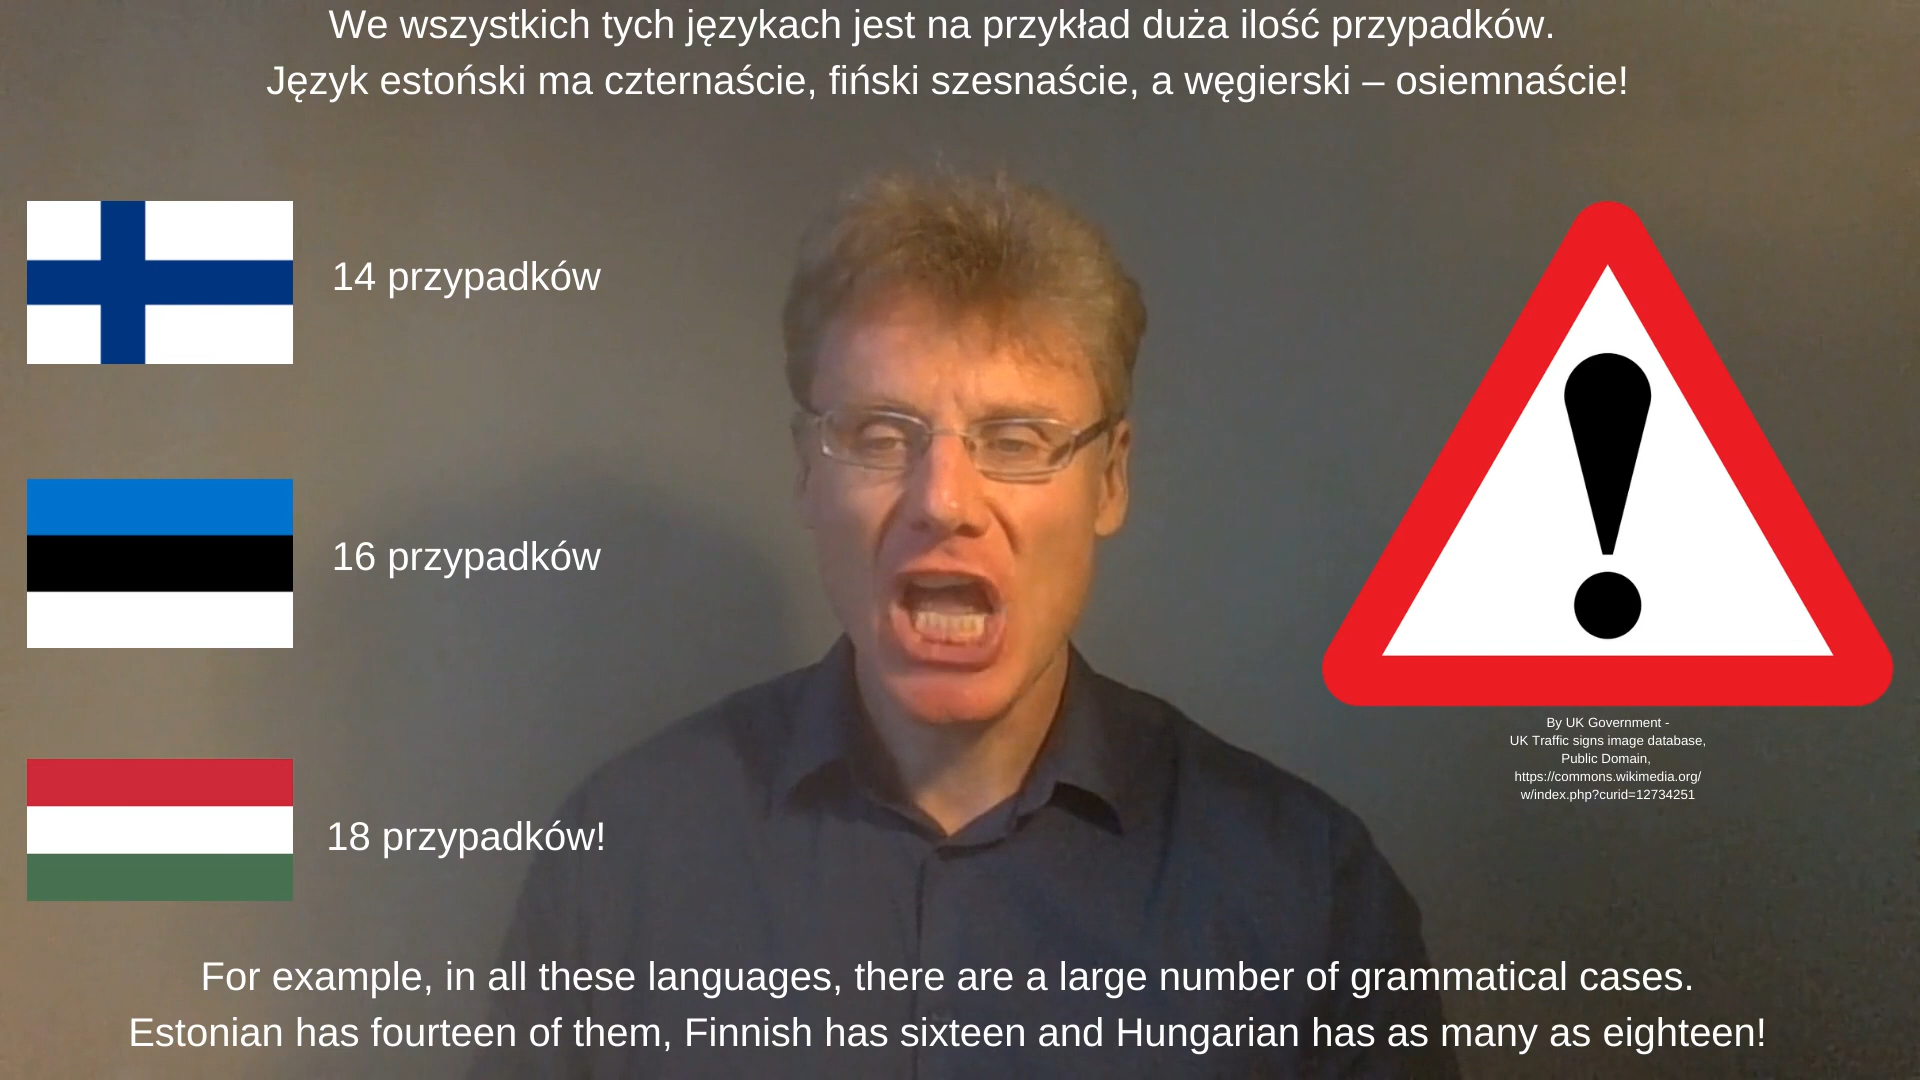 We wszystkich tych językach jest na przykład duża ilość przypadków.
Język estoński ma czternaście, fiński szesnaście, a węgierski – osiemnaście!
14 przypadków
16 przypadków
18 przypadków!
By UK Government -
UK Traffic signs image database,
Public Domain,
https://commons.wikimedia.org/
w/index.php?curid=12734251
For example, in all these languages, there are a large number of grammatical cases.
Estonian has fourteen of them, Finnish has sixteen and Hungarian has as many as eighteen!